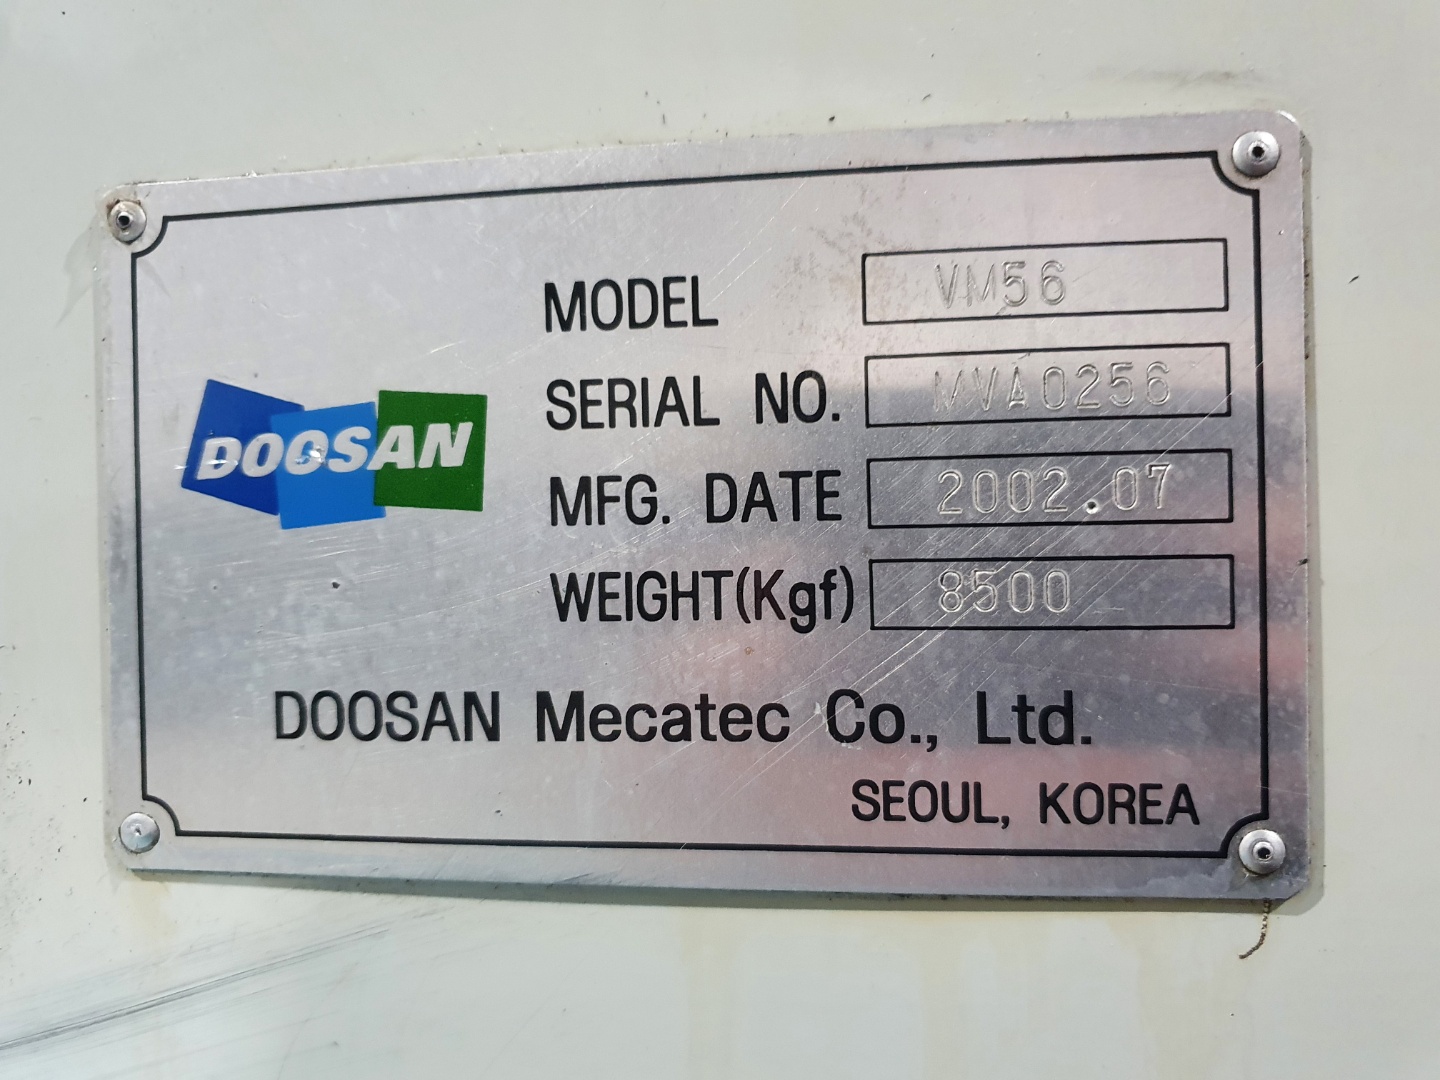 DOOSAN
MODEL VM56
SERIAL NO. MVA0256
MFG. DATE 2002.07
WEIGHT(Kgf) 8500
DOOSAN Mecatec Co., Ltd.
SEOUL, KOREA